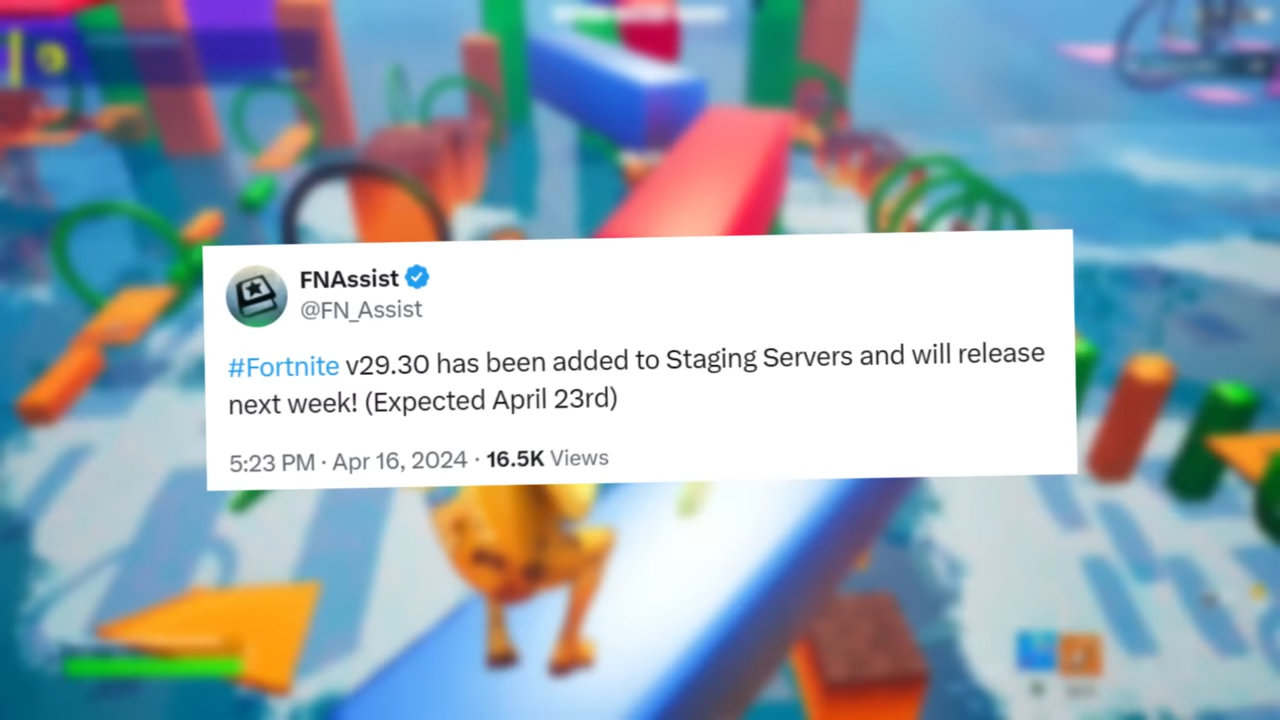 FNAssist
@FN_Assist
#Fortnite v29.30 has been added to Staging Servers and will release
next week! (Expected April 23rd)
5:23 PM · Apr 16, 2024 · 16.5K Views